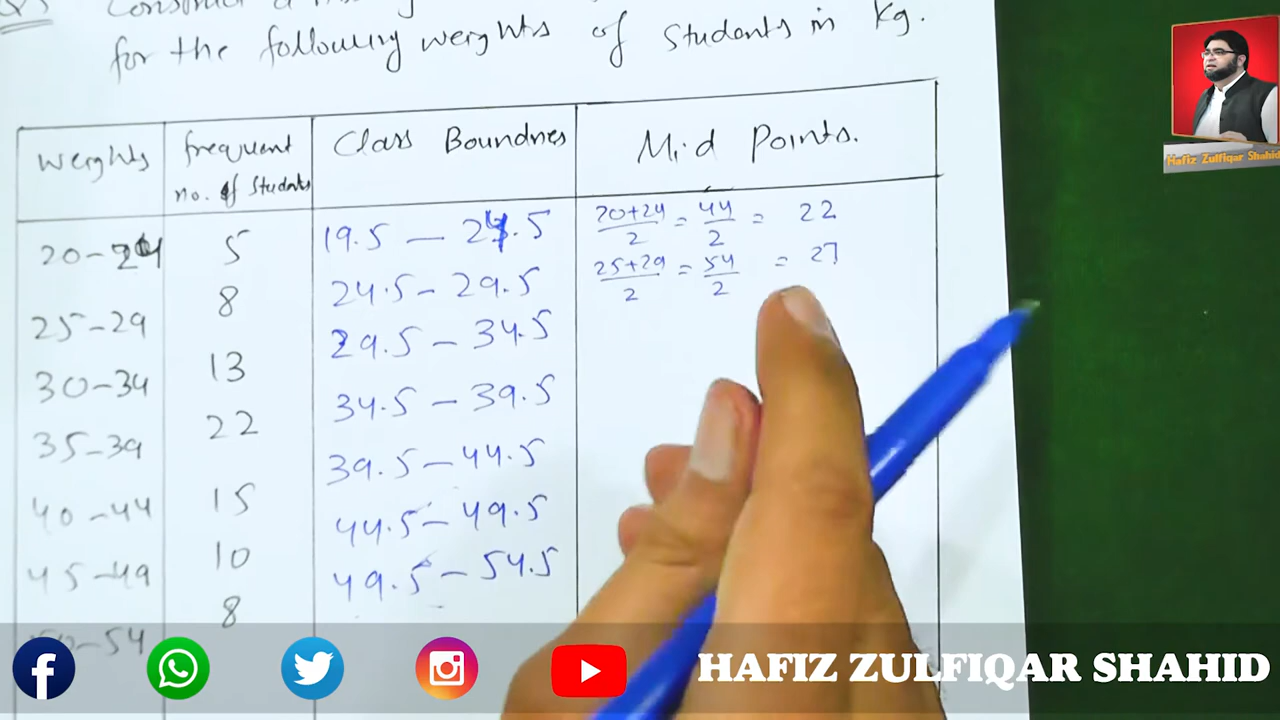 Construct a
for the following weights of Students in Kg.
Weights frequent no. of Students Class Boundries Mid Points.
20-24 5 19.5 — 24.5 20+24/2 = 44/2 = 22
25-29 8 24.5 - 29.5 25+29/2 = 54/2 = 27
30-34 13 29.5 - 34.5
35-39 22 34.5 - 39.5
40-44 15 39.5 - 44.5
45-49 10 44.5 - 49.5
50-54 8 49.5 - 54.5
Hafiz Zulfiqar Shahid
HAFIZ ZULFIQAR SHAHID